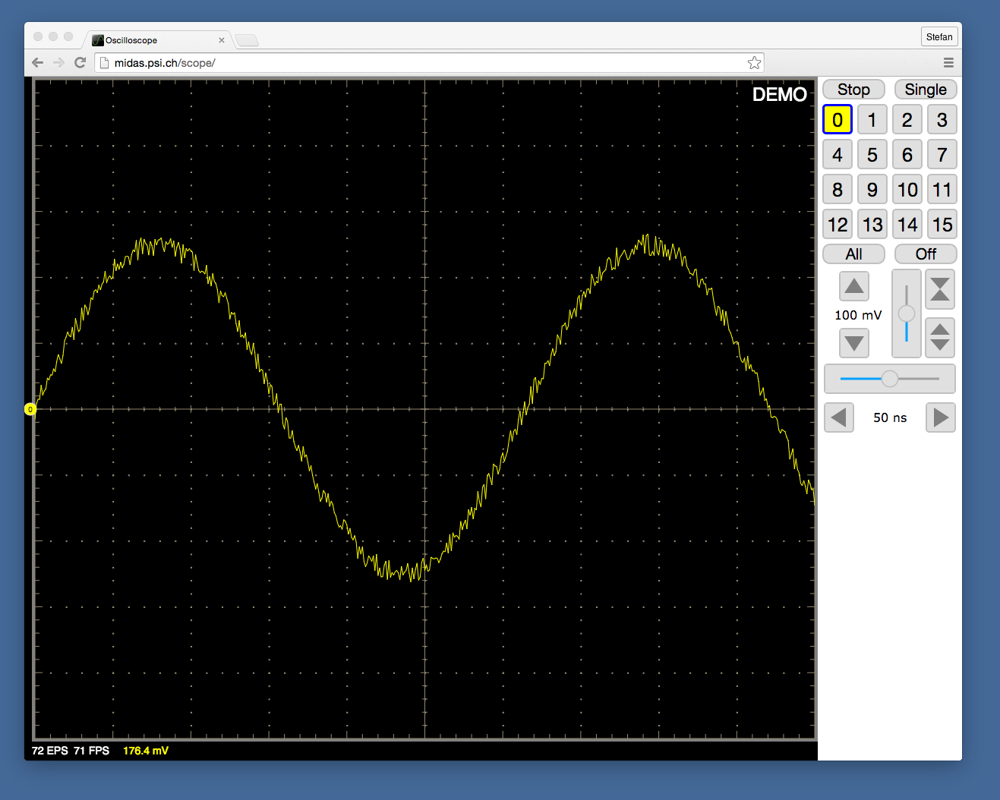 Oscilloscope
Stefan
midas.psi.ch/scope/
DEMO
Stop Single
0 1 2 3
4 5 6 7
8 9 10 11
12 13 14 15
All Off
100 mV
0
50 ns
72 EPS 71 FPS 176.4 mV